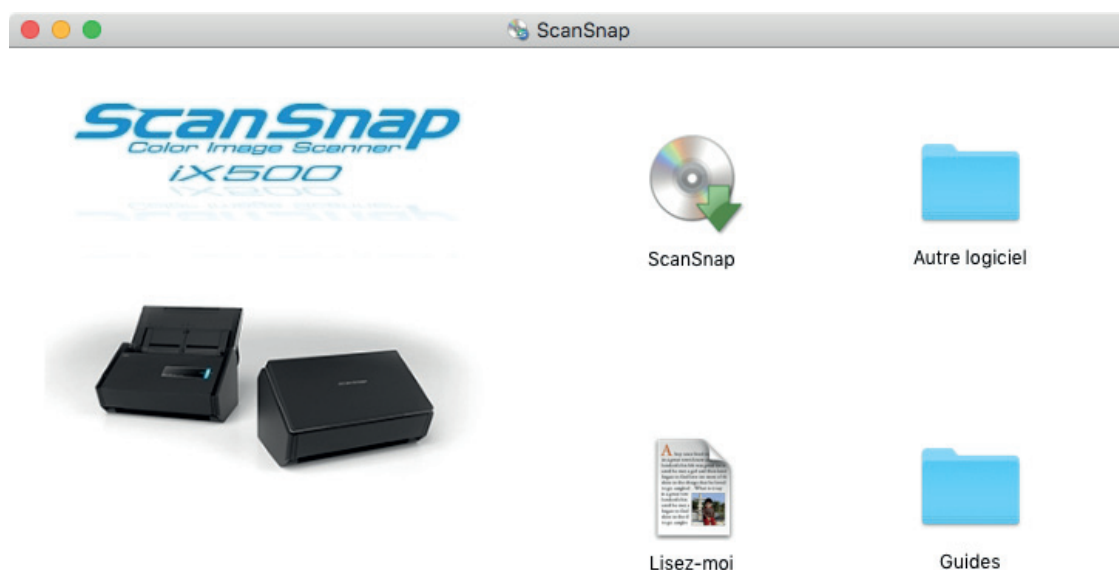 ScanSnap
ScanSnap
Color Image Scanner
iX500
ScanSnap
Autre logiciel
Lisez-moi
Guides